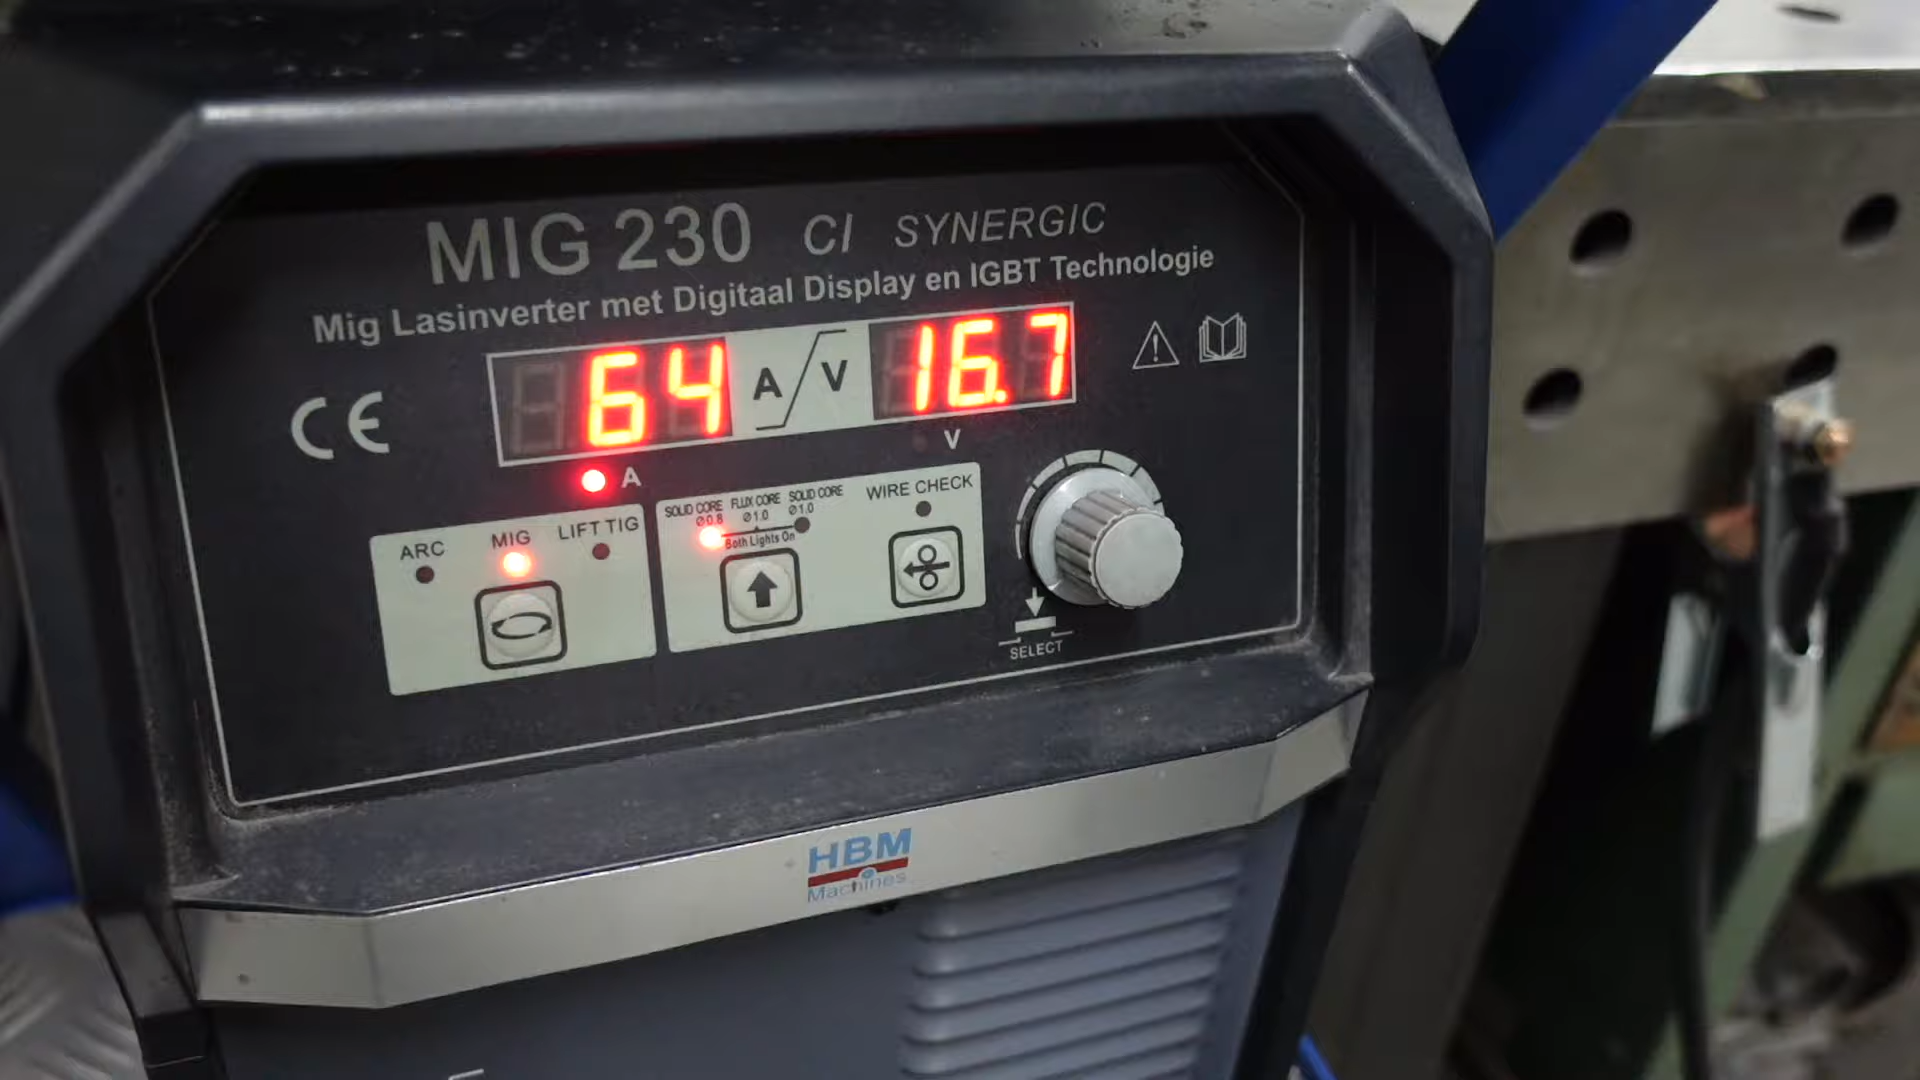 MIG 230 CI SYNERGIC
Mig Lasinverter met Digitaal Display en IGBT Technologie
CE
64 A/V 16.7
A
V
ARC MIG LIFT TIG
SOLID CORE FLUX CORE SOLID CORE
Ø0.8 Ø1.0 Ø1.0
Both Lights On
WIRE CHECK
SELECT
HBM
Machines